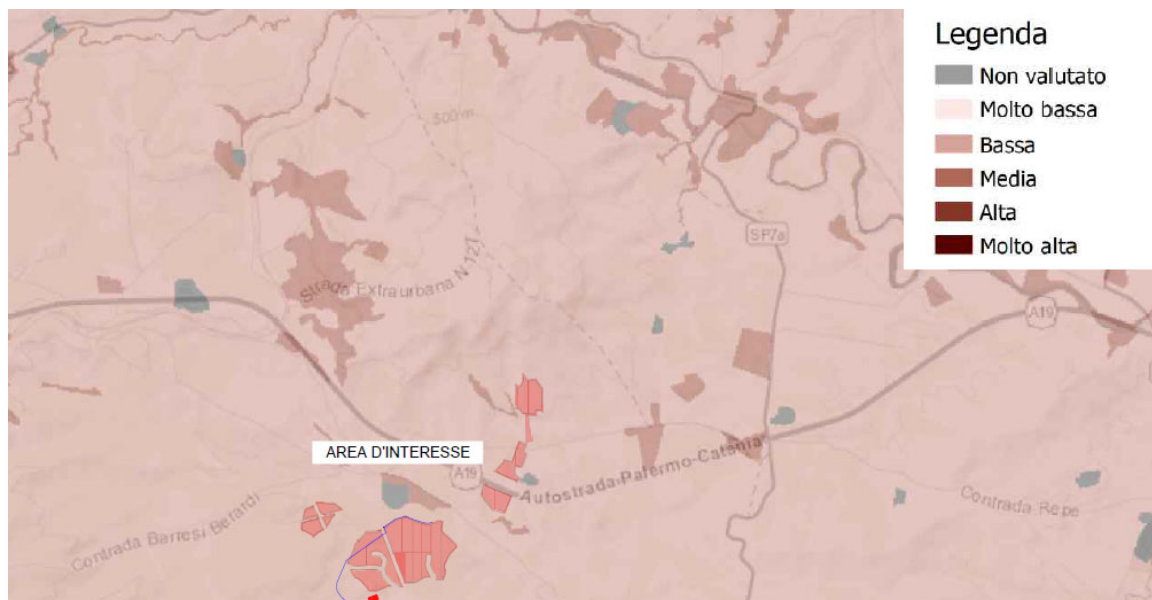 Legenda
Non valutato
Molto bassa
Bassa
Media
Alta
Molto alta
500 m
SP7a
Strada Extraurbana N-121
A19
AREA D'INTERESSE
A19
Autostrada-Palermo-Catania
Contrada Barresi Berardi
Contrada Repe